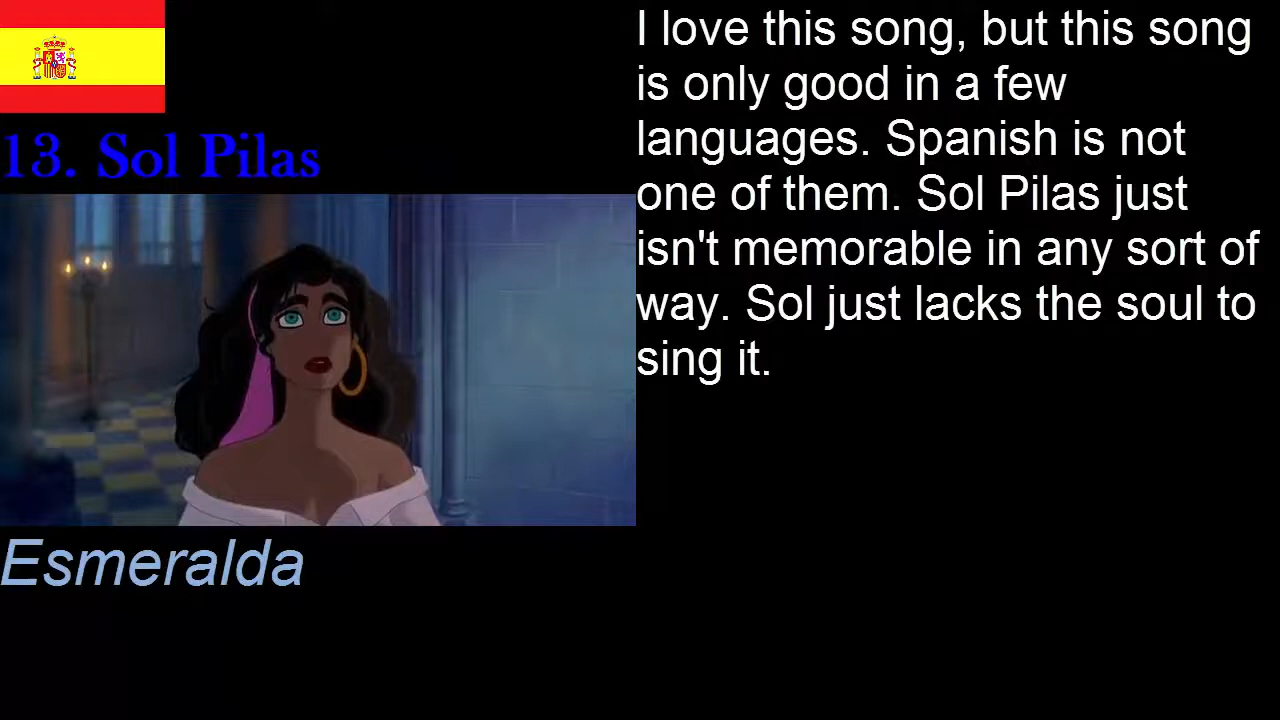 13. Sol Pilas
Esmeralda
I love this song, but this song
is only good in a few
languages. Spanish is not
one of them. Sol Pilas just
isn't memorable in any sort of
way. Sol just lacks the soul to
sing it.